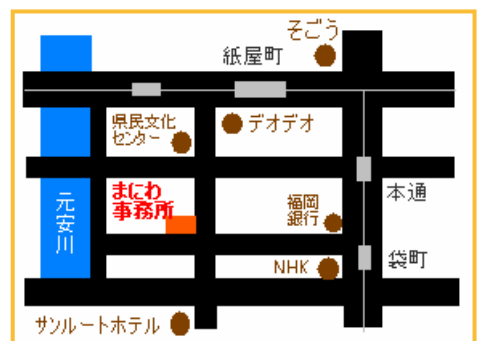 そごう
紙屋町
県民文化
センター
デオデオ
まにわ
事務所
福岡
銀行
本通
元安川
NHK
袋町
サンルートホテル